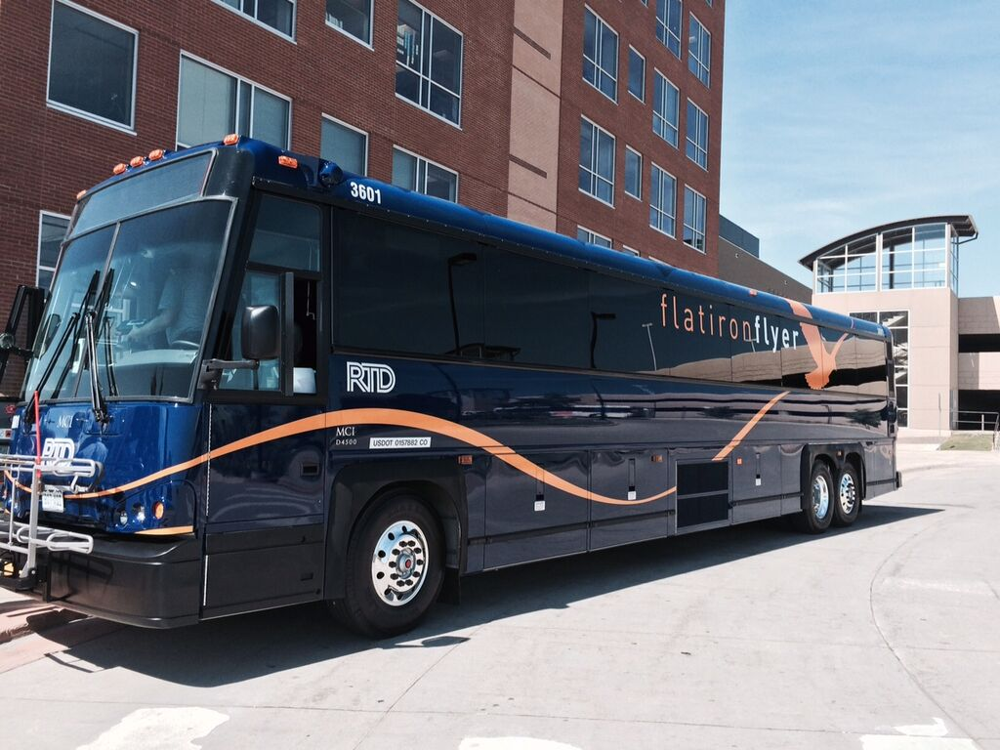 3601
flatironflyer
RTD
MCI
D4500
USDOT 0157882 CO
MCI
RTD